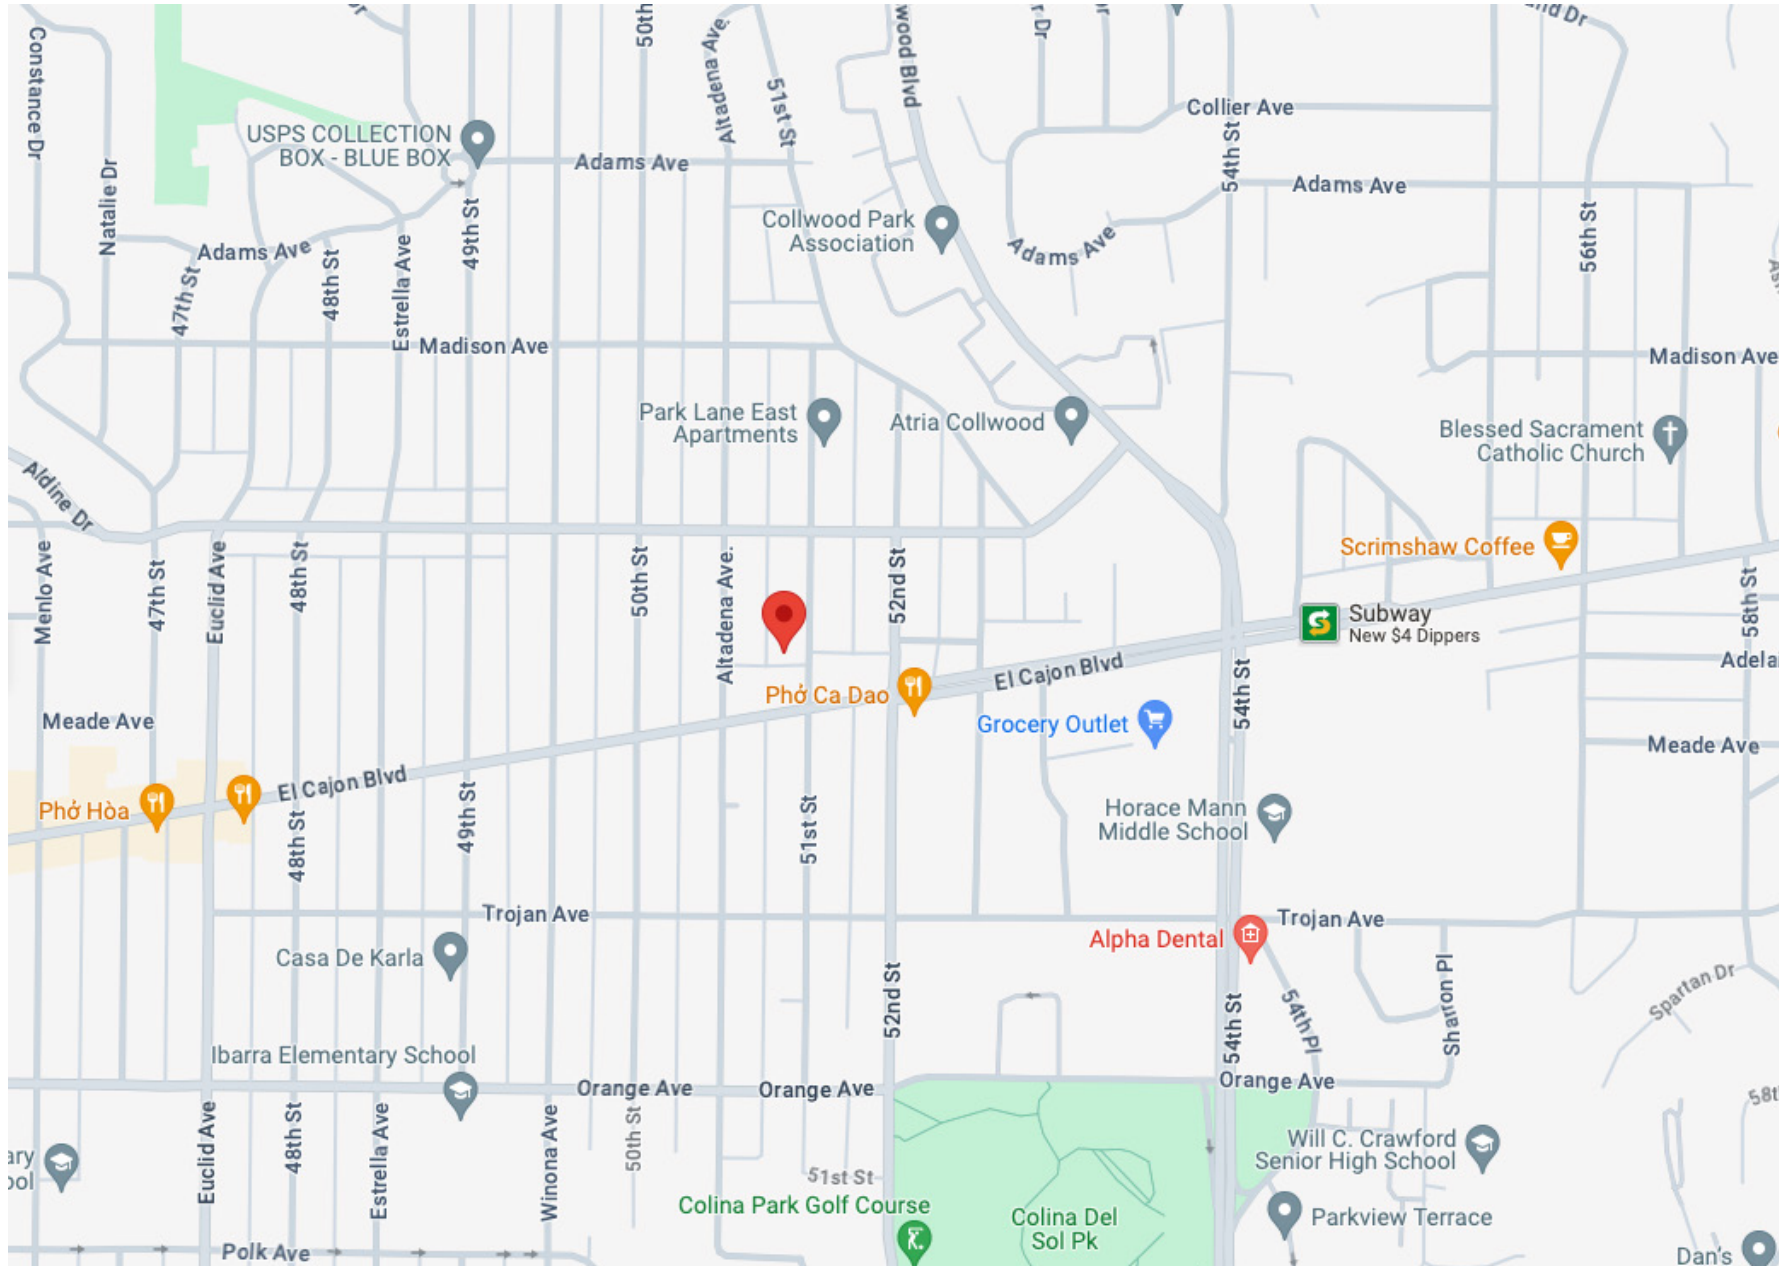 50th
Constance Dr
wood Blvd
Collier Ave
Altadena Ave
51st St
54th St
USPS COLLECTION
BOX - BLUE BOX
Adams Ave
Adams Ave
Natalie Dr
49th St
Collwood Park
Association
Adams Ave
56th St
Adams Ave
47th St
48th St
Estrella Ave
Madison Ave
Madison Ave
Park Lane East
Apartments
Atria Collwood
Blessed Sacrament
Catholic Church
Aldine Dr
Scrimshaw Coffee
Menlo Ave
47th St
Euclid Ave
48th St
50th St
Altadena Ave.
52nd St
58th St
Subway
New $4 Dippers
Adelai
El Cajon Blvd
54th St
Phở Ca Dao
Meade Ave
Grocery Outlet
Meade Ave
El Cajon Blvd
Phở Hòa
48th St
49th St
51st St
Horace Mann
Middle School
Trojan Ave
Trojan Ave
Alpha Dental
Casa De Karla
52nd St
54th St
54th Pl
Sharron Pl
Spartan Dr
Ibarra Elementary School
Orange Ave
Orange Ave
Orange Ave
58t
Euclid Ave
48th St
Estrella Ave
Winona Ave
50th St
51st St
Will C. Crawford
Senior High School
ary
ool
Colina Park Golf Course
Colina Del
Sol Pk
Parkview Terrace
Polk Ave
Dan's